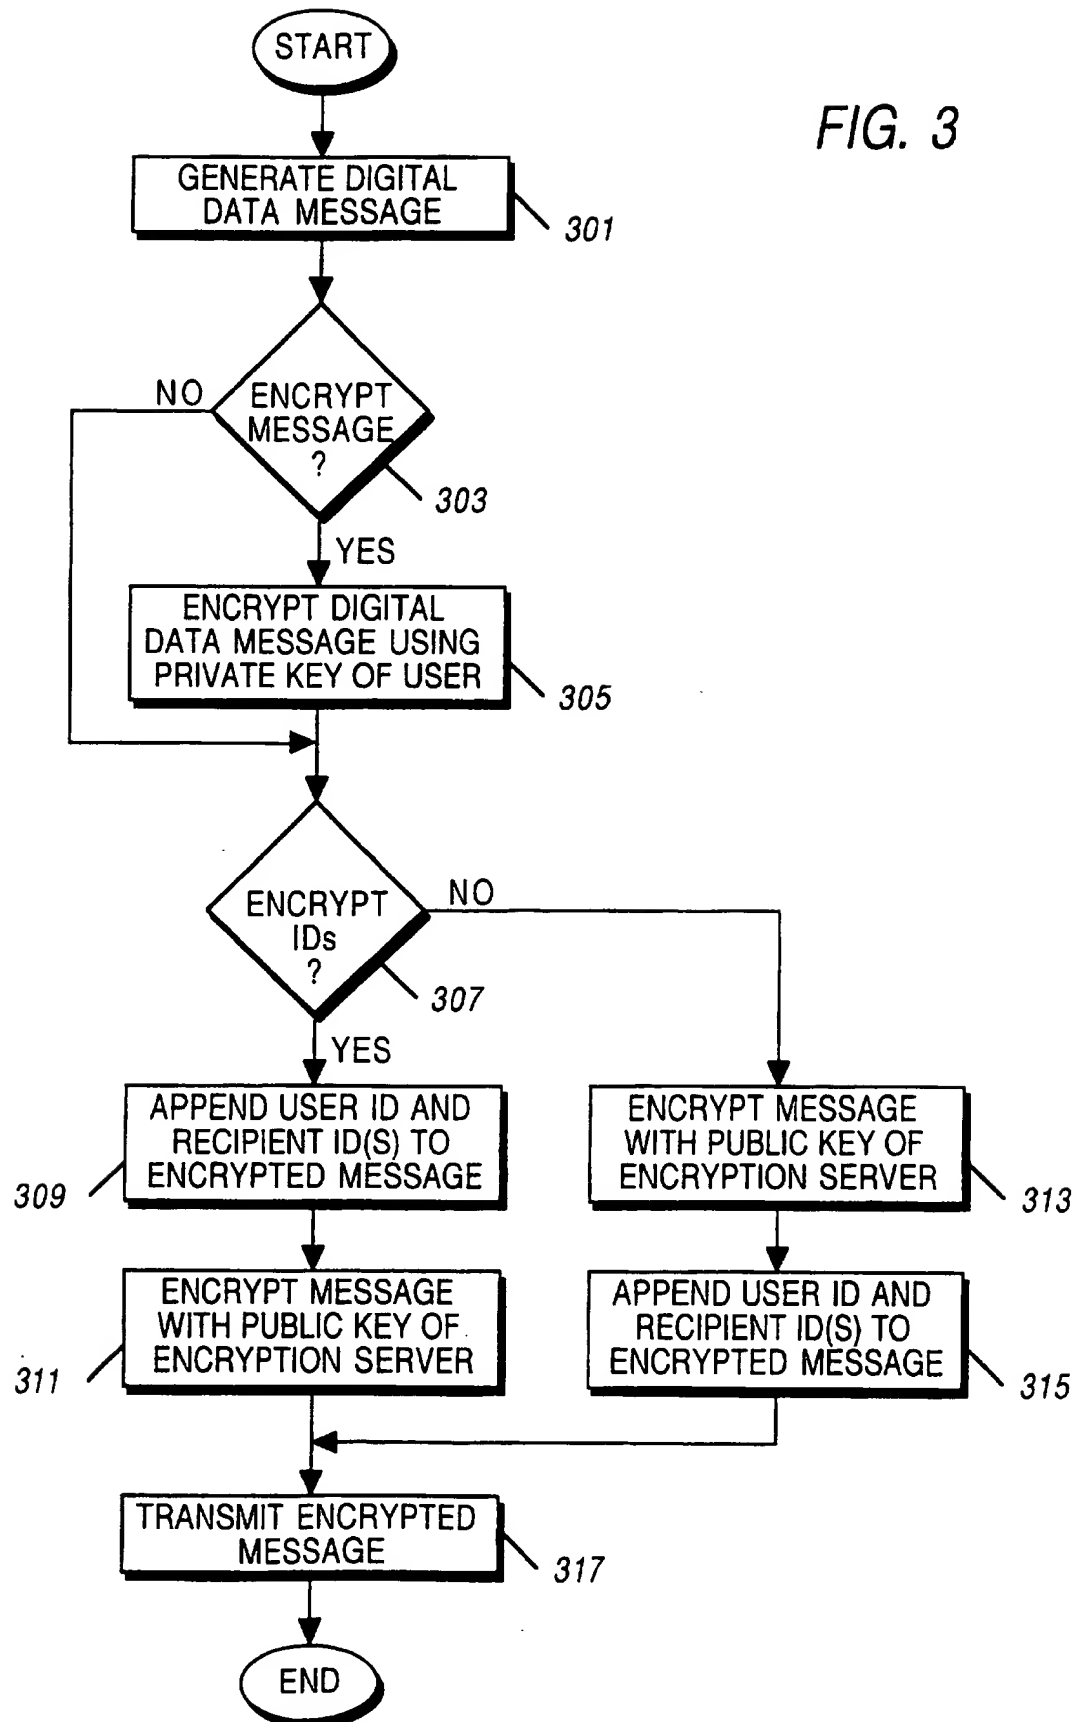 START
FIG. 3
GENERATE DIGITAL
DATA MESSAGE
301
NO
ENCRYPT
MESSAGE
?
303
YES
ENCRYPT DIGITAL
DATA MESSAGE USING
PRIVATE KEY OF USER
305
ENCRYPT
IDs
?
NO
307
YES
APPEND USER ID AND
RECIPIENT ID(S) TO
ENCRYPTED MESSAGE
309
ENCRYPT MESSAGE
WITH PUBLIC KEY OF
ENCRYPTION SERVER
313
ENCRYPT MESSAGE
WITH PUBLIC KEY OF
ENCRYPTION SERVER
311
APPEND USER ID AND
RECIPIENT ID(S) TO
ENCRYPTED MESSAGE
315
TRANSMIT ENCRYPTED
MESSAGE
317
END